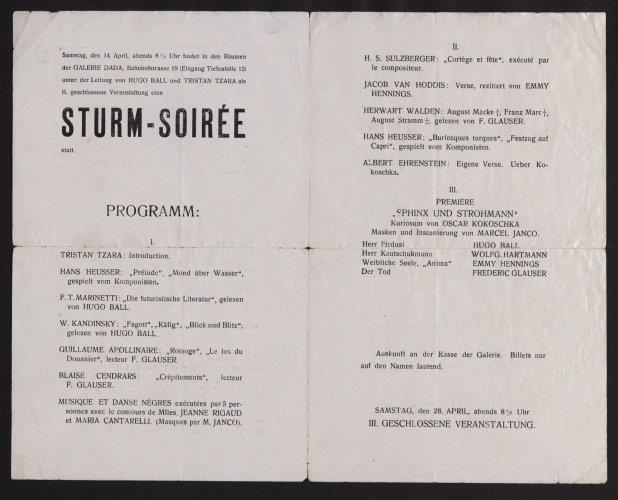 Samstag, den 14. April, abends 8½ Uhr findet in den Räumen
der GALERIE DADA, Bahnhofstrasse 19 (Eingang Tiefenhöfe 12)
unter der Leitung von HUGO BALL und TRISTAN TZARA als
II. geschlossene Veranstaltung eine
STURM-SOIRÉE
statt.
PROGRAMM:
I.
TRISTAN TZARA: Introduction.
HANS HEUSSER: „Prélude“, „Mond über Wasser“,
gespielt vom Komponisten.
F. T. MARINETTI: „Die futuristische Literatur“, gelesen
von HUGO BALL.
W. KANDINSKY: „Fagott“, „Käfig“, „Blick und Blitz“,
gelesen von HUGO BALL.
GUILLAUME APOLLINAIRE: „Rotsoge“, „Le los du
Douanier“, lecteur F. GLAUSER.
BLAISE CENDRARS: „Crépitements“, lecteur
F. GLAUSER.
MUSIQUE ET DANSE NÈGRES exécutées par 5 per-
sonnes avec le concours de Mlles. JEANNE RIGAUD
et MARIA CANTARELLI. (Masques par M. JANCO).
II.
H. S. SULZBERGER: „Cortège et fête“, exécuté par
le compositeur.
JACOB VAN HODDIS: Verse, rezitiert von EMMY
HENNINGS.
HERWART WALDEN: August Macke †, Franz Marc †,
August Stramm †, gelesen von F. GLAUSER.
HANS HEUSSER: „Burlesques turques“, „Festzug auf
Capri“, gespielt vom Komponisten.
ALBERT EHRENSTEIN: Eigene Verse. Ueber Ko-
koschka.
III.
PREMIÈRE
„SPHINX UND STROHMANN“
Kuriosum von OSCAR KOKOSCHKA
Masken und Inscenierung von MARCEL JANCO.
Herr Firdusi HUGO BALL
Herr Kautschukmann WOLFG. HARTMANN
Weibliche Seele, „Anima“ EMMY HENNINGS
Der Tod FREDERIC GLAUSER
Auskunft an der Kasse der Galerie. Billets nur
auf den Namen lautend.
SAMSTAG, den 28. APRIL, abends 8½ Uhr
III. GESCHLOSSENE VERANSTALTUNG.